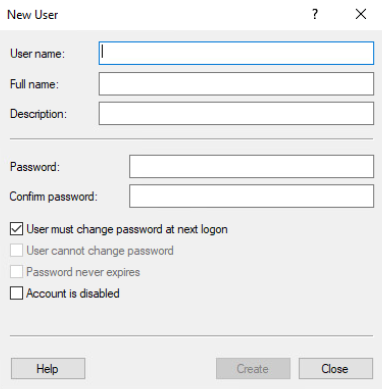 New User
?
User name:
Full name:
Description:
Password:
Confirm password:
User must change password at next logon
User cannot change password
Password never expires
Account is disabled
Help Create Close